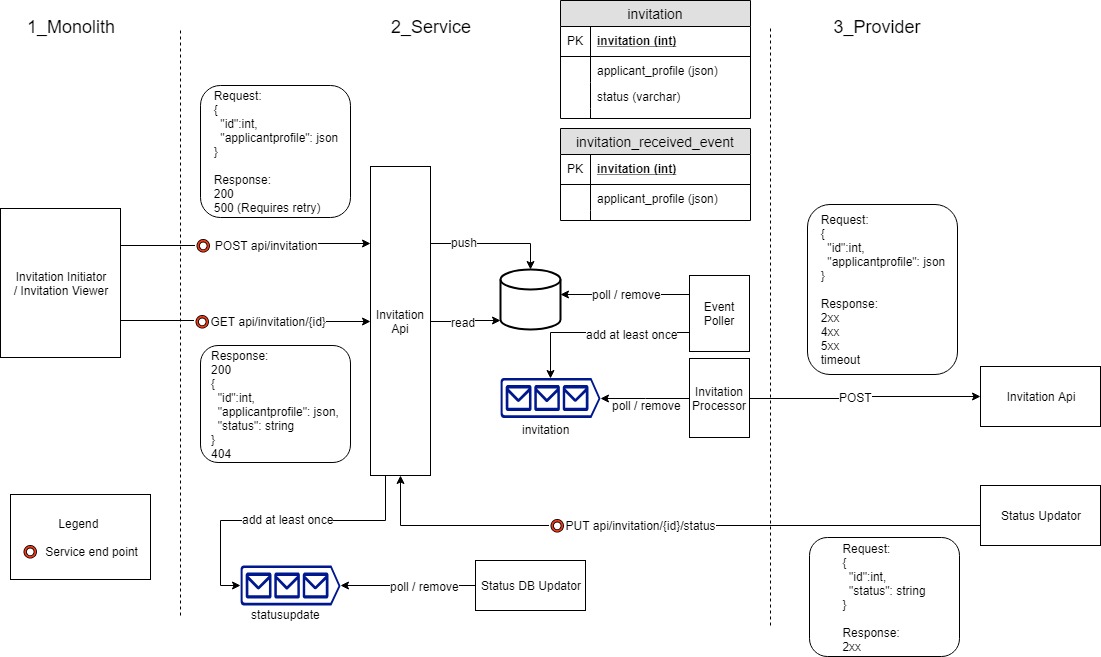 1_Monolith
2_Service
3_Provider
invitation
PK
invitation (int)
applicant_profile (json)
status (varchar)
invitation_received_event
PK
invitation (int)
applicant_profile (json)
Request:
{
"id":int,
"applicantprofile": json
}
Response:
200
500 (Requires retry)
Invitation Initiator
/ Invitation Viewer
POST api/invitation
GET api/invitation/{id}
Response:
200
{
"id":int,
"applicantprofile": json,
"status": string
}
404
Invitation
Api
push
read
poll / remove
Event
Poller
add at least once
Invitation
Processor
poll / remove
invitation
POST
Request:
{
"id":int,
"applicantprofile": json
}
Response:
2xx
4xx
5xx
timeout
Invitation Api
Legend
Service end point
add at least once
PUT api/invitation/{id}/status
Status Updator
statusupdate
poll / remove
Status DB Updator
Request:
{
"id":int,
"status": string
}
Response:
2xx